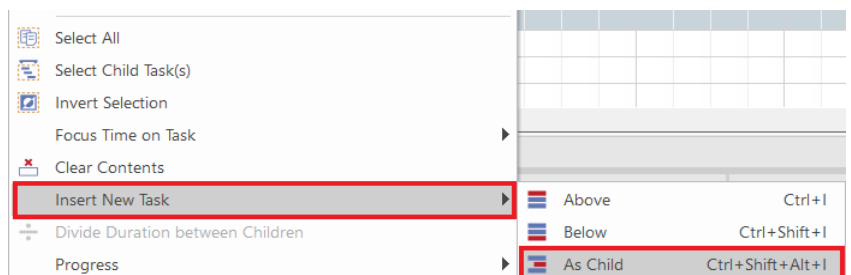 Select All
Select Child Task(s)
Invert Selection
Focus Time on Task
Clear Contents
Insert New Task
Above Ctrl+I
Divide Duration between Children
Below Ctrl+Shift+I
Progress
As Child Ctrl+Shift+Alt+I